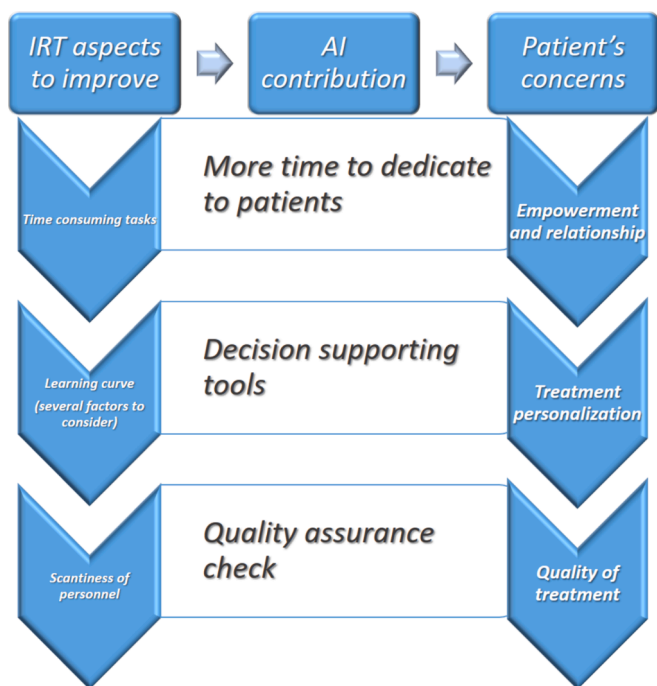 IRT aspects
to improve
AI
contribution
Patient's
concerns
Time consuming tasks
More time to dedicate
to patients
Empowerment
and relationship
Learning curve
(several factors to
consider)
Decision supporting
tools
Treatment
personalization
Scantiness of
personnel
Quality assurance
check
Quality of
treatment